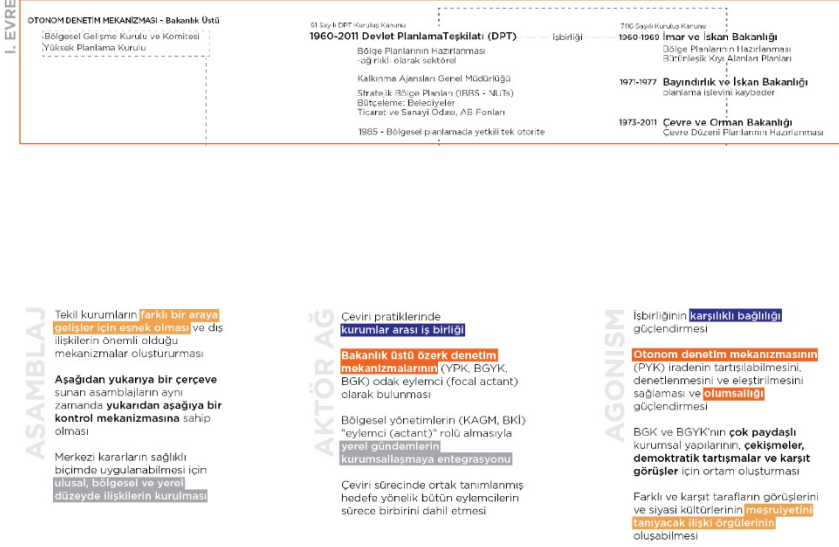 I. EVRE
OTONOM DENETİM MEKANİZMASI - Bakanlık Üstü
Bölgesel Gelişme Kurulu ve Komitesi
Yüksek Planlama Kurulu
91 Sayılı DPT Kuruluş Kanunu
1960-2011 Devlet PlanlamaTeşkilatı (DPT)
Bölge Planlarının Hazırlanması
-ağırlıklı olarak sektörel
Kalkınma Ajansları Genel Müdürlüğü
Stratejik Bölge Planları (IBBS - NUTs)
Bütçeleme: Belediyeler
Ticaret ve Sanayi Odası, AB Fonları
1985 - Bölgesel planlamada yetkili tek otorite
işbirliği
7116 Sayılı Kuruluş Kanunu
1960-1969 İmar ve İskan Bakanlığı
Bölge Planlarının Hazırlanması
Bütünleşik Kıyı Alanları Planları
1971-1977 Bayındırlık ve İskan Bakanlığı
planlama işlevini kaybeder
1973-2011 Çevre ve Orman Bakanlığı
Çevre Düzeni Planlarının Hazırlanması
ASAMBLAJ
Tekil kurumların farklı bir araya
gelişler için esnek olması ve dış
ilişkilerin önemli olduğu
mekanizmalar oluştururması
Aşağıdan yukarıya bir çerçeve
sunan asamblajların aynı
zamanda yukarıdan aşağıya bir
kontrol mekanizmasına sahip
olması
Merkezi kararların sağlıklı
biçimde uygulanabilmesi için
ulusal, bölgesel ve yerel
düzeyde ilişkilerin kurulması
AKTÖR AĞ
Çeviri pratiklerinde
kurumlar arası iş birliği
Bakanlık üstü özerk denetim
mekanizmalarının (YPK, BGYK,
BGK) odak eylemci (focal actant)
olarak bulunması
Bölgesel yönetimlerin (KAGM, BKİ)
"eylemci (actant)" rolü almasıyla
yerel gündemlerin
kurumsallaşmaya entegrasyonu
Çeviri sürecinde ortak tanımlanmış
hedefe yönelik bütün eylemcilerin
sürece birbirini dahil etmesi
AGONISM
İşbirliğinin karşılıklı bağlılığı
güçlendirmesi
Otonom denetim mekanızmasının
(PYK) iradenin tartışılabilmesini,
denetlenmesini ve eleştirilmesini
sağlaması ve olumsallığı
güçlendirmesi
BGK ve BGYK'nın çok paydaşlı
kurumsal yapılarının, çekişmeler,
demoktratik tartışmalar ve karşıt
görüşler için ortam oluşturması
Farklı ve karşıt tarafların görüşlerini
ve siyasi kültürlerinin meşruiyetini
tanıyacak ilişki örgülerinin
oluşabilmesi